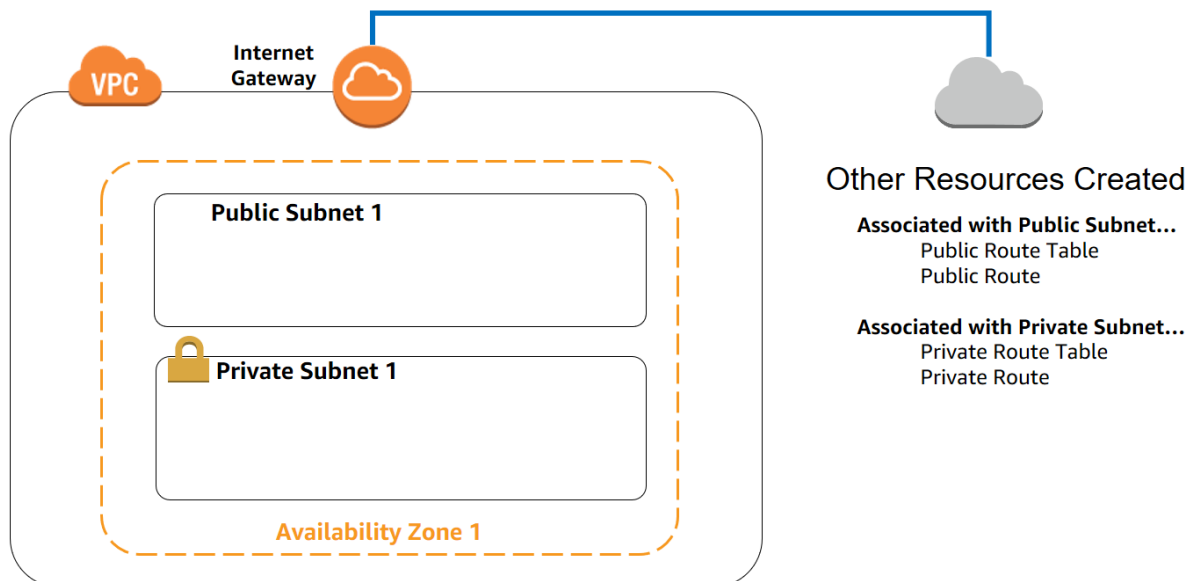 Internet
Gateway
VPC
Public Subnet 1
Private Subnet 1
Availability Zone 1
Other Resources Created
Associated with Public Subnet...
Public Route Table
Public Route
Associated with Private Subnet...
Private Route Table
Private Route